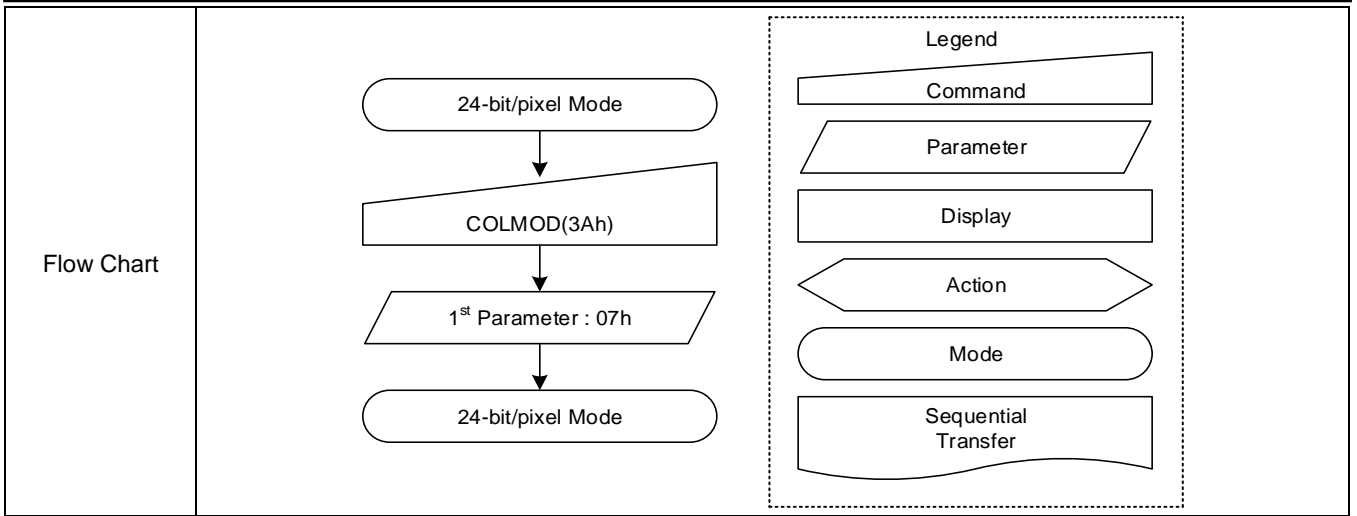 Flow Chart
24-bit/pixel Mode
COLMOD(3Ah)
1st Parameter : 07h
24-bit/pixel Mode
Legend
Command
Parameter
Display
Action
Mode
Sequential
Transfer